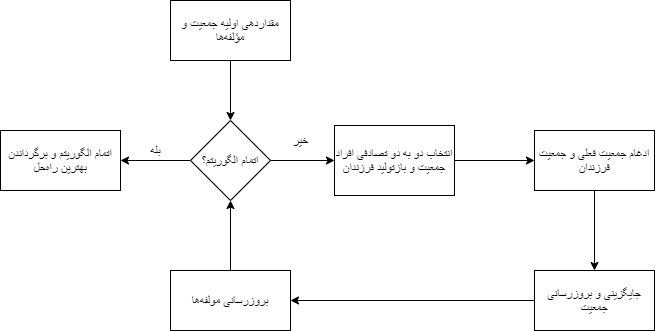 مقداردهی اولیه جمعیت و
مؤلفه‌ها
اتمام الگوریتم؟
بله
خیر
اتمام الگوریتم و برگرداندن
بهترین راه‌حل
انتخاب دو به دو تصادفی افراد
جمعیت و بازتولید فرزندان
ادغام جمعیت فعلی و جمعیت
فرزندان
جایگزینی و بروزرسانی
جمعیت
بروزرسانی مولفه‌ها